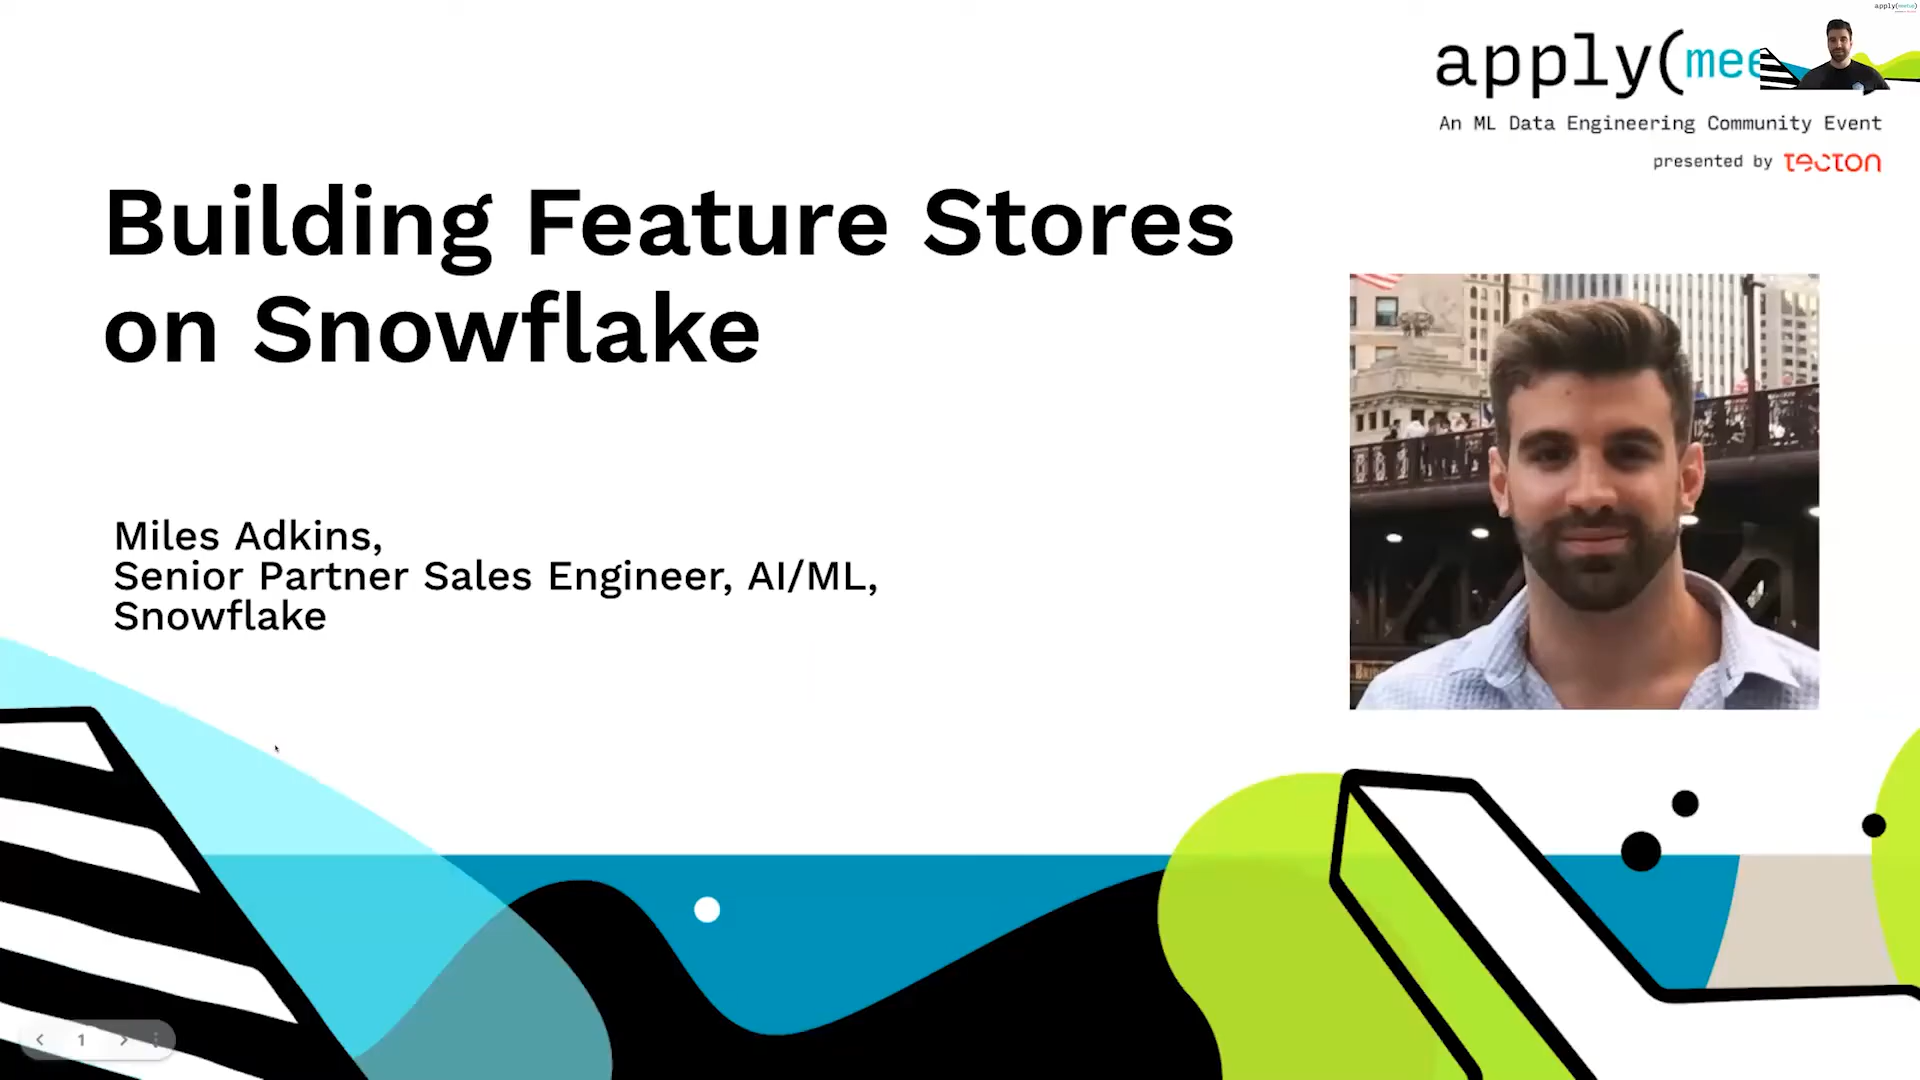 apply(mee
An ML Data Engineering Community Event
presented by tecton
Building Feature Stores
on Snowflake
Miles Adkins,
Senior Partner Sales Engineer, AI/ML,
Snowflake
1